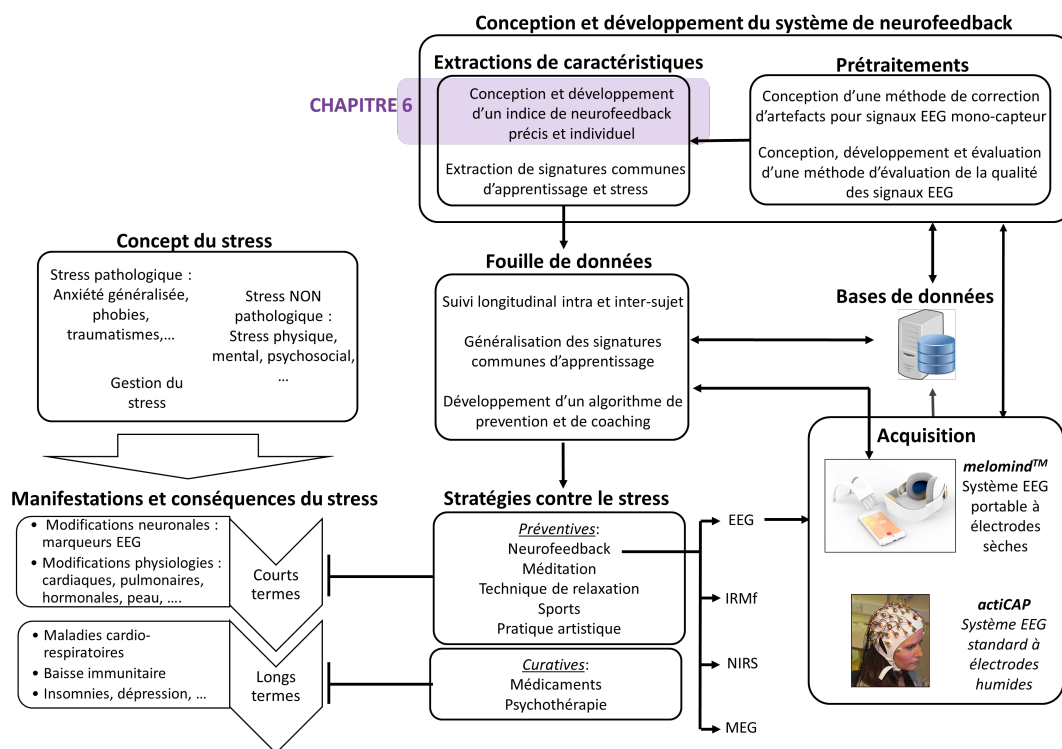 Conception et développement du système de neurofeedback
Extractions de caractéristiques
Prétraitements
CHAPITRE 6
Conception et développement
d'un indice de neurofeedback
précis et individuel
Extraction de signatures communes
d'apprentissage et stress
Conception d'une méthode de correction
d'artefacts pour signaux EEG mono-capteur
Conception, développement et évaluation
d'une méthode d'évaluation de la qualité
des signaux EEG
Concept du stress
Stress pathologique :
Anxiété généralisée,
phobies,
traumatismes,…
Stress NON
pathologique :
Stress physique,
mental, psychosocial,
…
Gestion du
stress
Fouille de données
Suivi longitudinal intra et inter-sujet
Généralisation des signatures
communes d'apprentissage
Développement d'un algorithme de
prevention et de coaching
Bases de données
Acquisition
melomind™
Système EEG
portable à
électrodes
sèches
actiCAP
Système EEG
standard à
électrodes
humides
Manifestations et conséquences du stress
• Modifications neuronales :
marqueurs EEG
• Modifications physiologies :
cardiaques, pulmonaires,
hormonales, peau, ….
Courts
termes
• Maladies cardio-
respiratoires
• Baisse immunitaire
• Insomnies, dépression, …
Longs
termes
Stratégies contre le stress
Préventives:
Neurofeedback
Méditation
Technique de relaxation
Sports
Pratique artistique
Curatives:
Médicaments
Psychothérapie
EEG
IRMf
NIRS
MEG